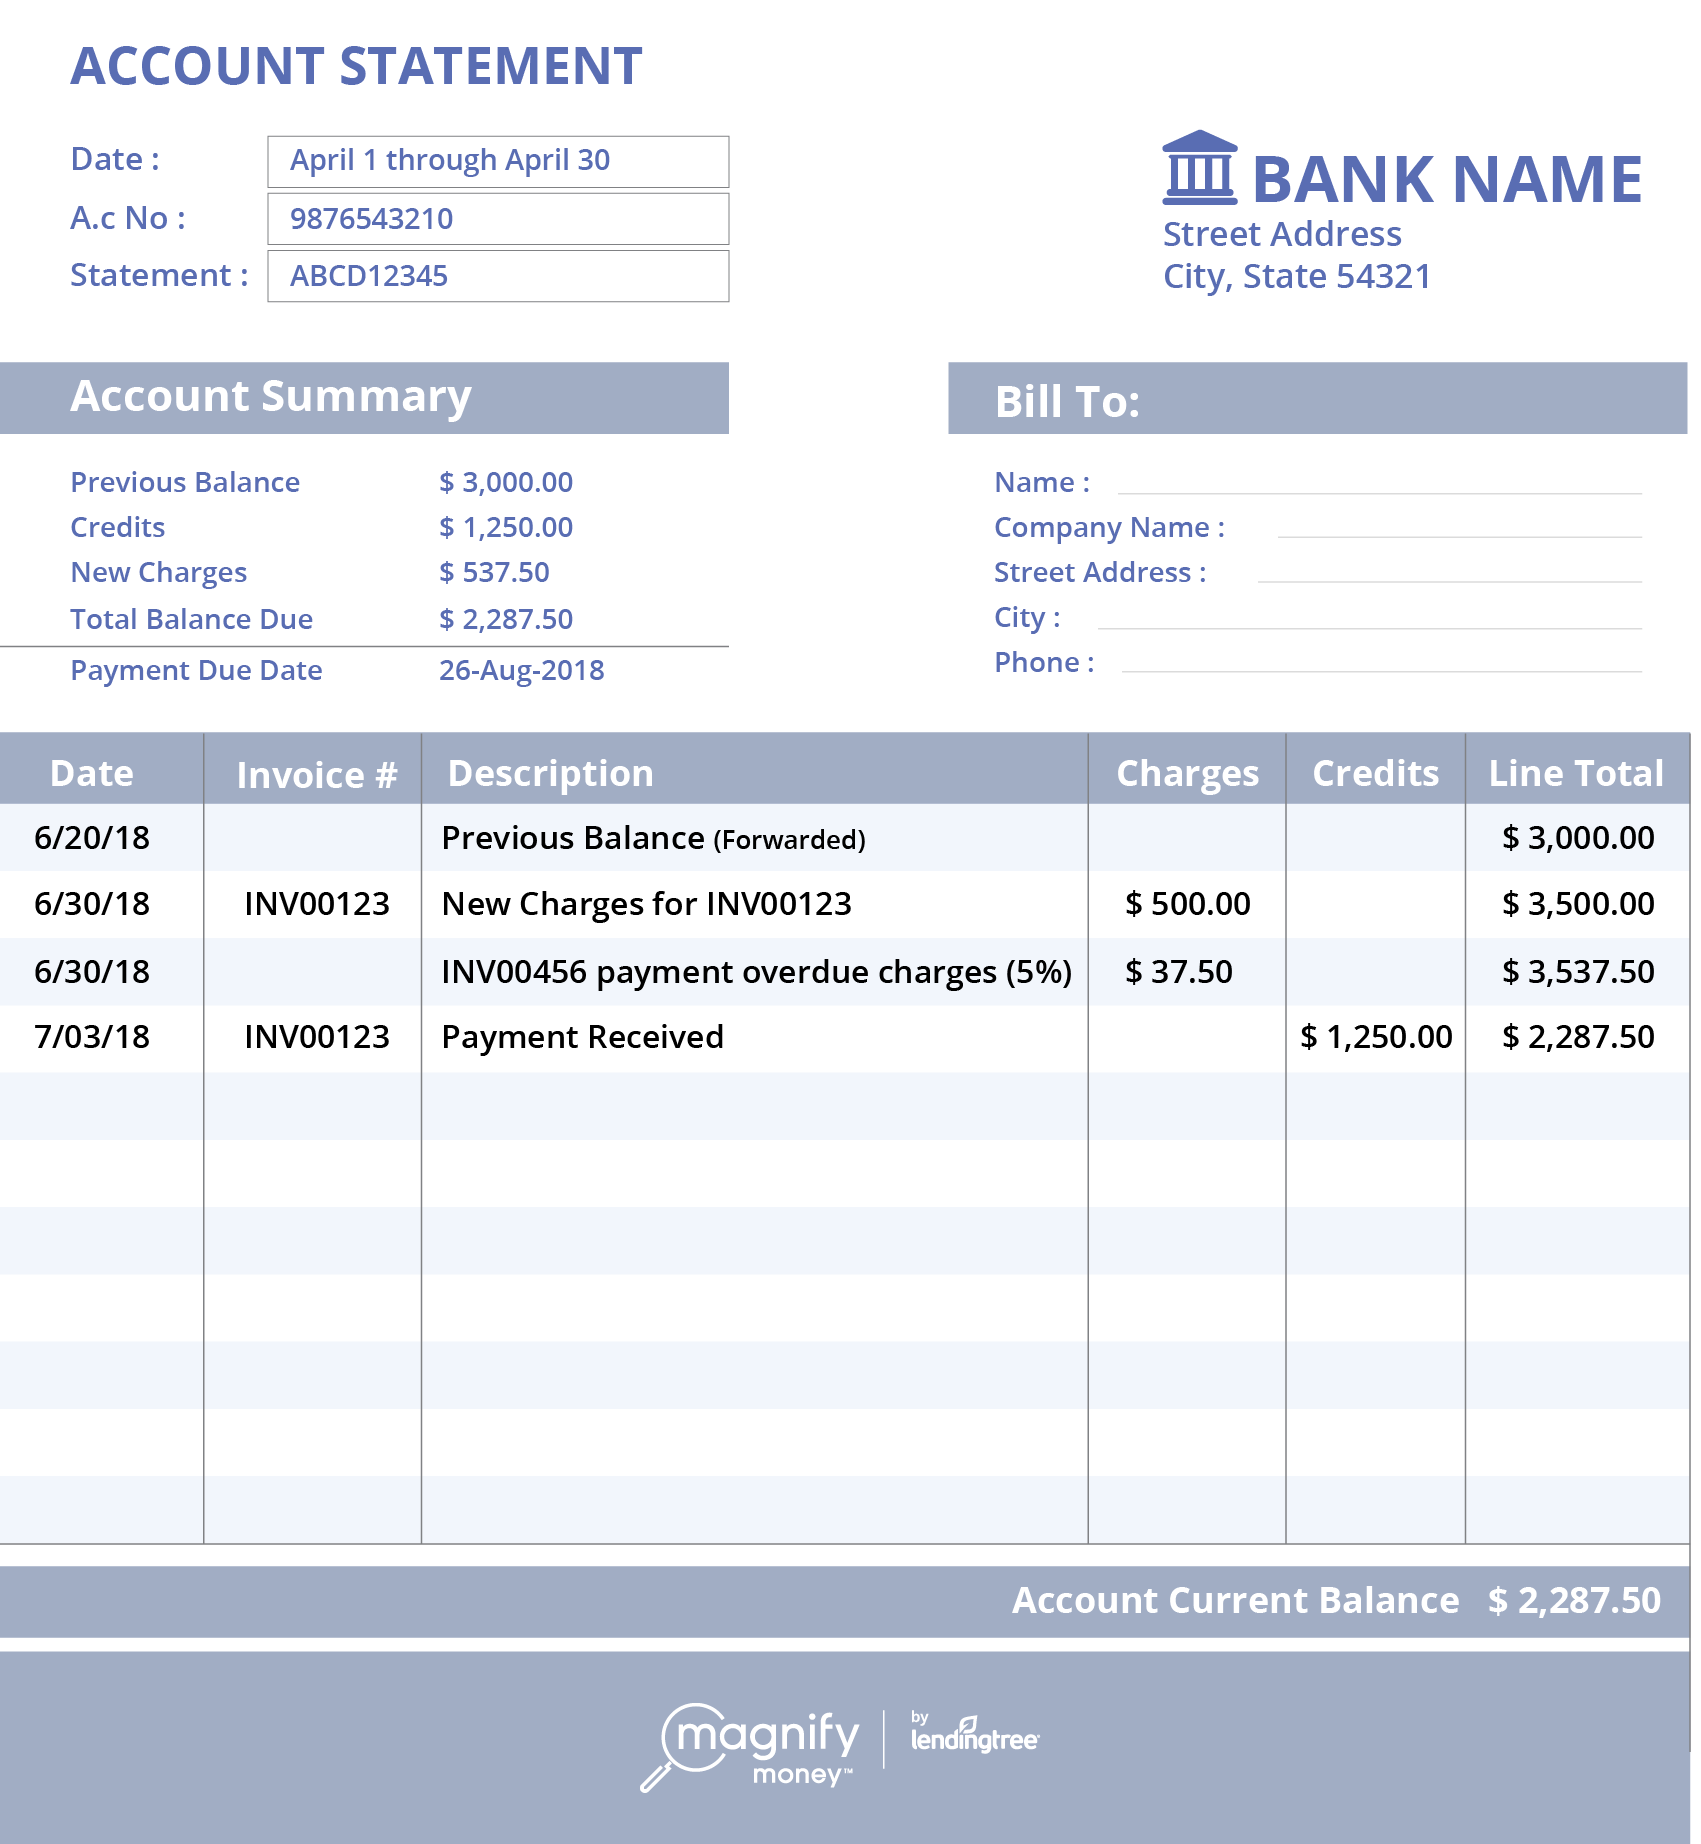 ACCOUNT STATEMENT
Date : April 1 through April 30
A.c No : 9876543210
Statement : ABCD12345
BANK NAME
Street Address
City, State 54321
Account Summary
Previous Balance $ 3,000.00
Credits $ 1,250.00
New Charges $ 537.50
Total Balance Due $ 2,287.50
Payment Due Date 26-Aug-2018
Bill To:
Name :
Company Name :
Street Address :
City :
Phone :
Date Invoice # Description Charges Credits Line Total
6/20/18 Previous Balance (Forwarded) $ 3,000.00
6/30/18 INV00123 New Charges for INV00123 $ 500.00 $ 3,500.00
6/30/18 INV00456 payment overdue charges (5%) $ 37.50 $ 3,537.50
7/03/18 INV00123 Payment Received $ 1,250.00 $ 2,287.50
Account Current Balance $ 2,287.50
magnify
money™
by
lendingtree